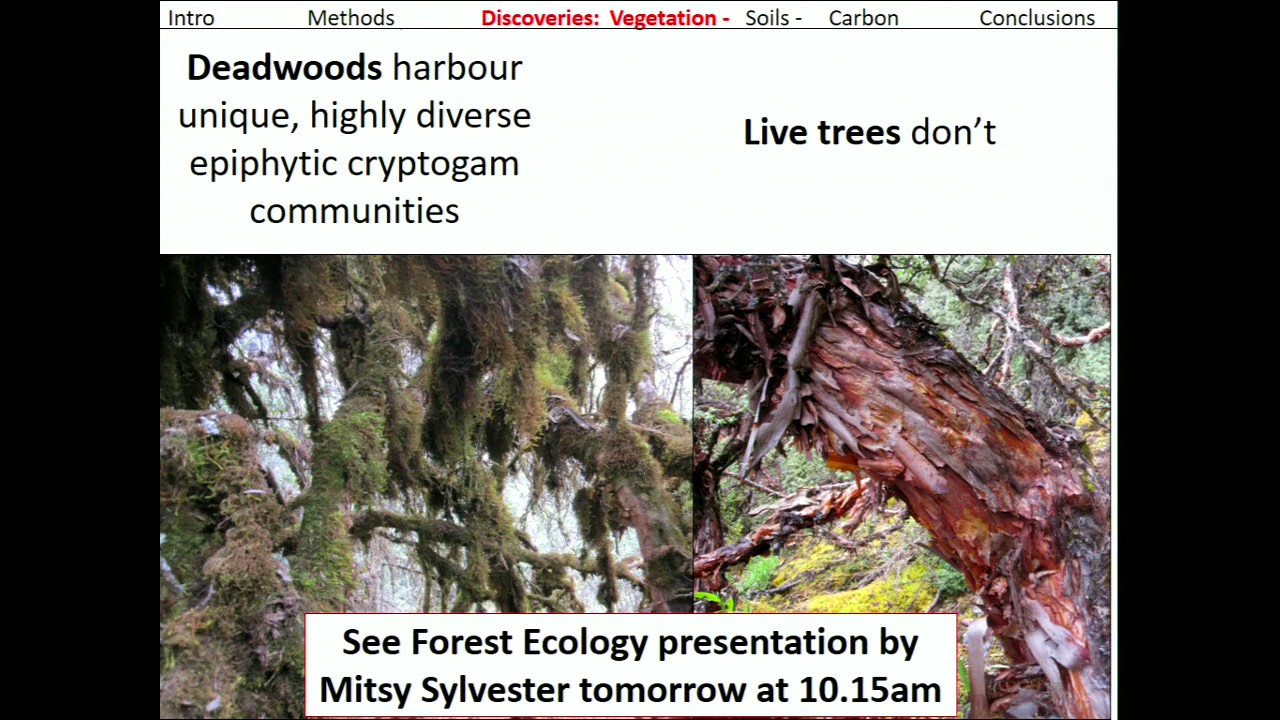 Intro Methods Discoveries: Vegetation - Soils - Carbon Conclusions
Deadwoods harbour
unique, highly diverse
epiphytic cryptogam
communities
Live trees don’t
See Forest Ecology presentation by
Mitsy Sylvester tomorrow at 10.15am